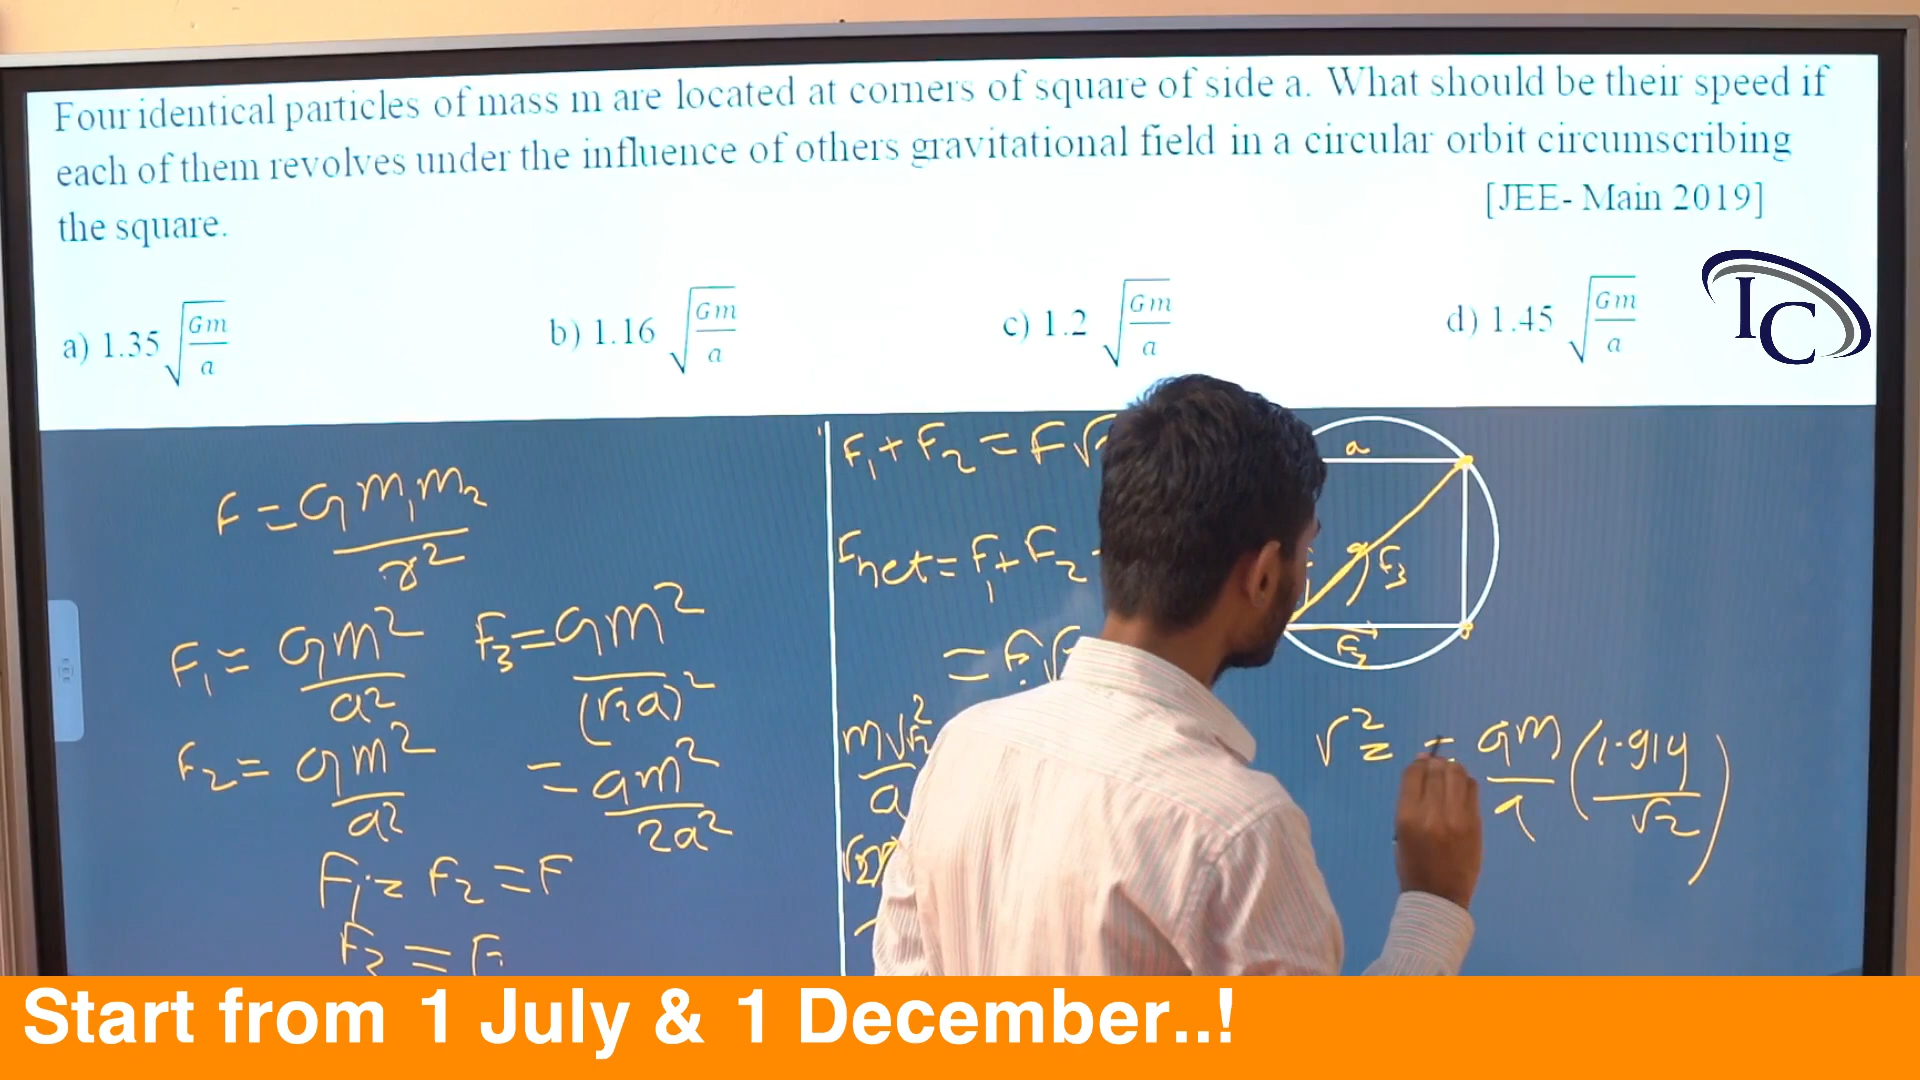 Four identical particles of mass m are located at corners of square of side a. What should be their speed if
each of them revolves under the influence of others gravitational field in a circular orbit circumscribing
the square.
[JEE- Main 2019]
a) 1.35 √(Gm/a) b) 1.16 √(Gm/a) c) 1.2 √(Gm/a) d) 1.45 √(Gm/a)
IC
F = G m₁m₂ / r²
F₁ = Gm² / a²
F₃ = Gm² / (√2a)²
F₂ = Gm² / a²
= Gm² / 2a²
F₁ = F₂ = F
F₁ + F₂ = F√
Fnet = F₁ + F₂
= F√
a
F₃
F₂
v² = Gm/a (1.914/√2)
Start from 1 July & 1 December..!